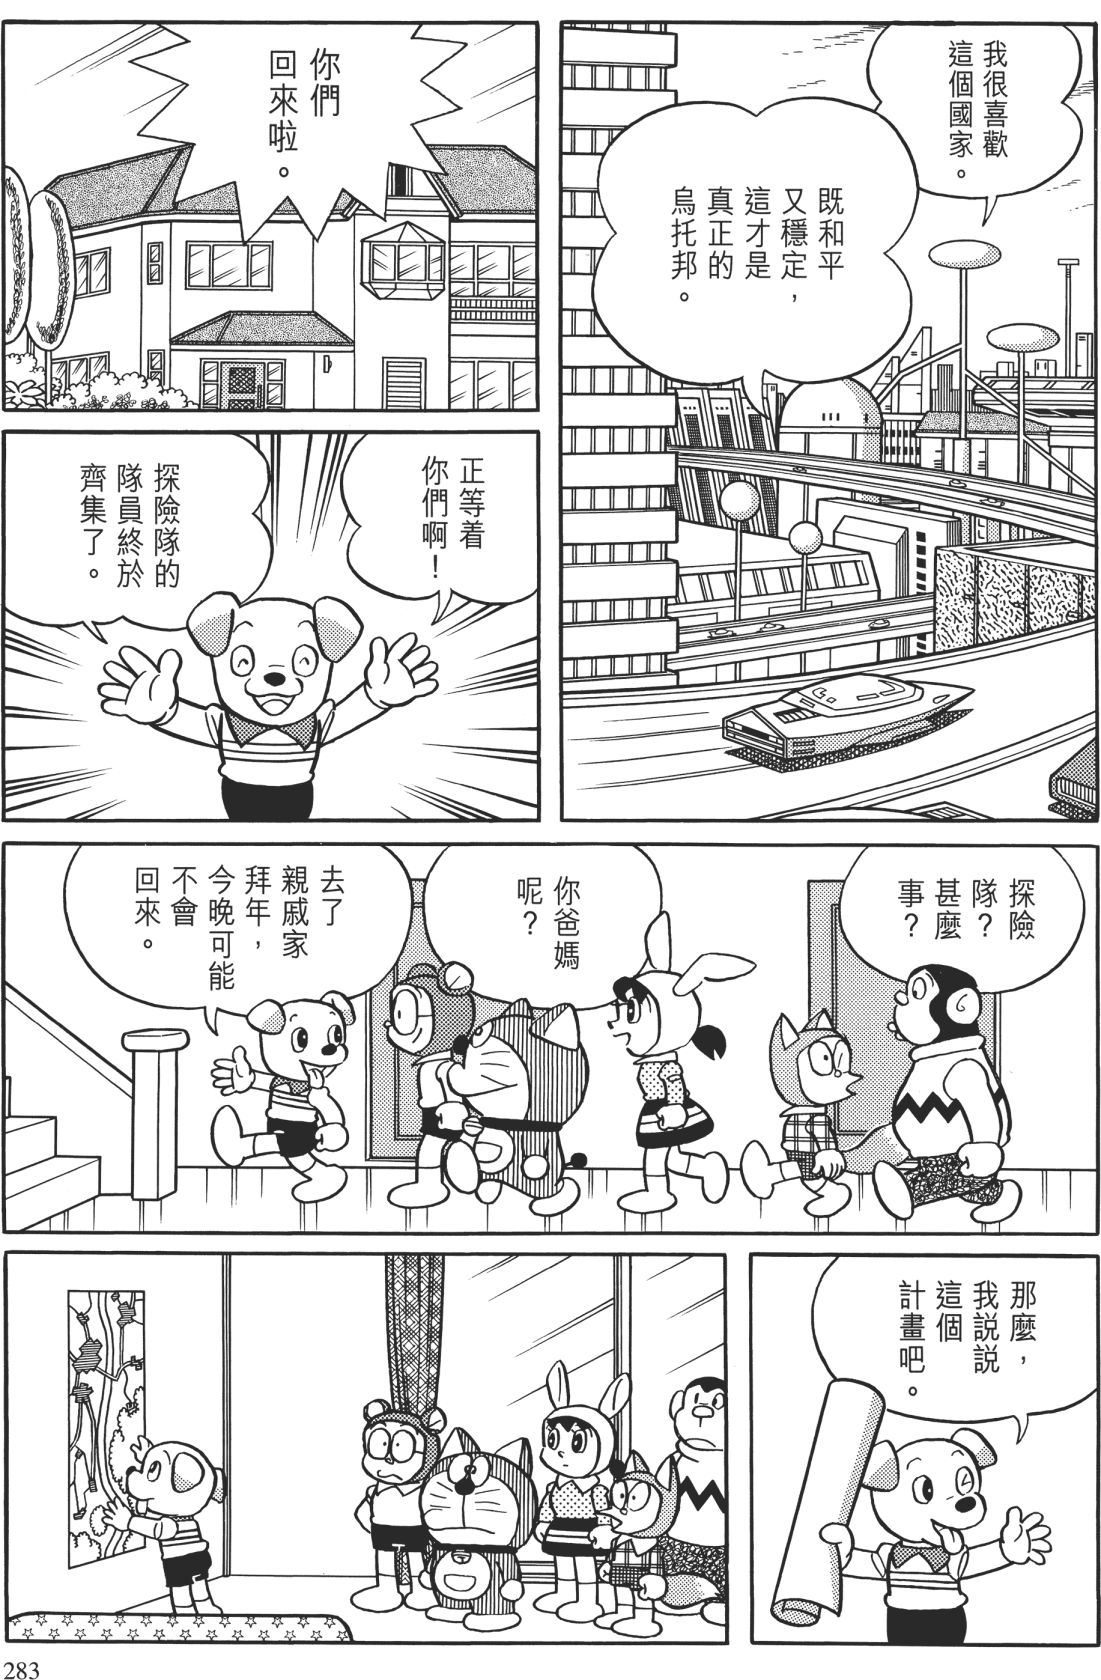 我很喜歡
這個國家。
既和平
又穩定，
這才是
真正的
烏托邦。
你們
回來啦。
正等着
你們啊！
探險隊的
隊員終於
齊集了。
探險
隊？
甚麼
事？
你爸媽
呢？
去了
親戚家
拜年，
今晚可能
不會
回來。
那麼，
我説説
這個
計畫吧。
283